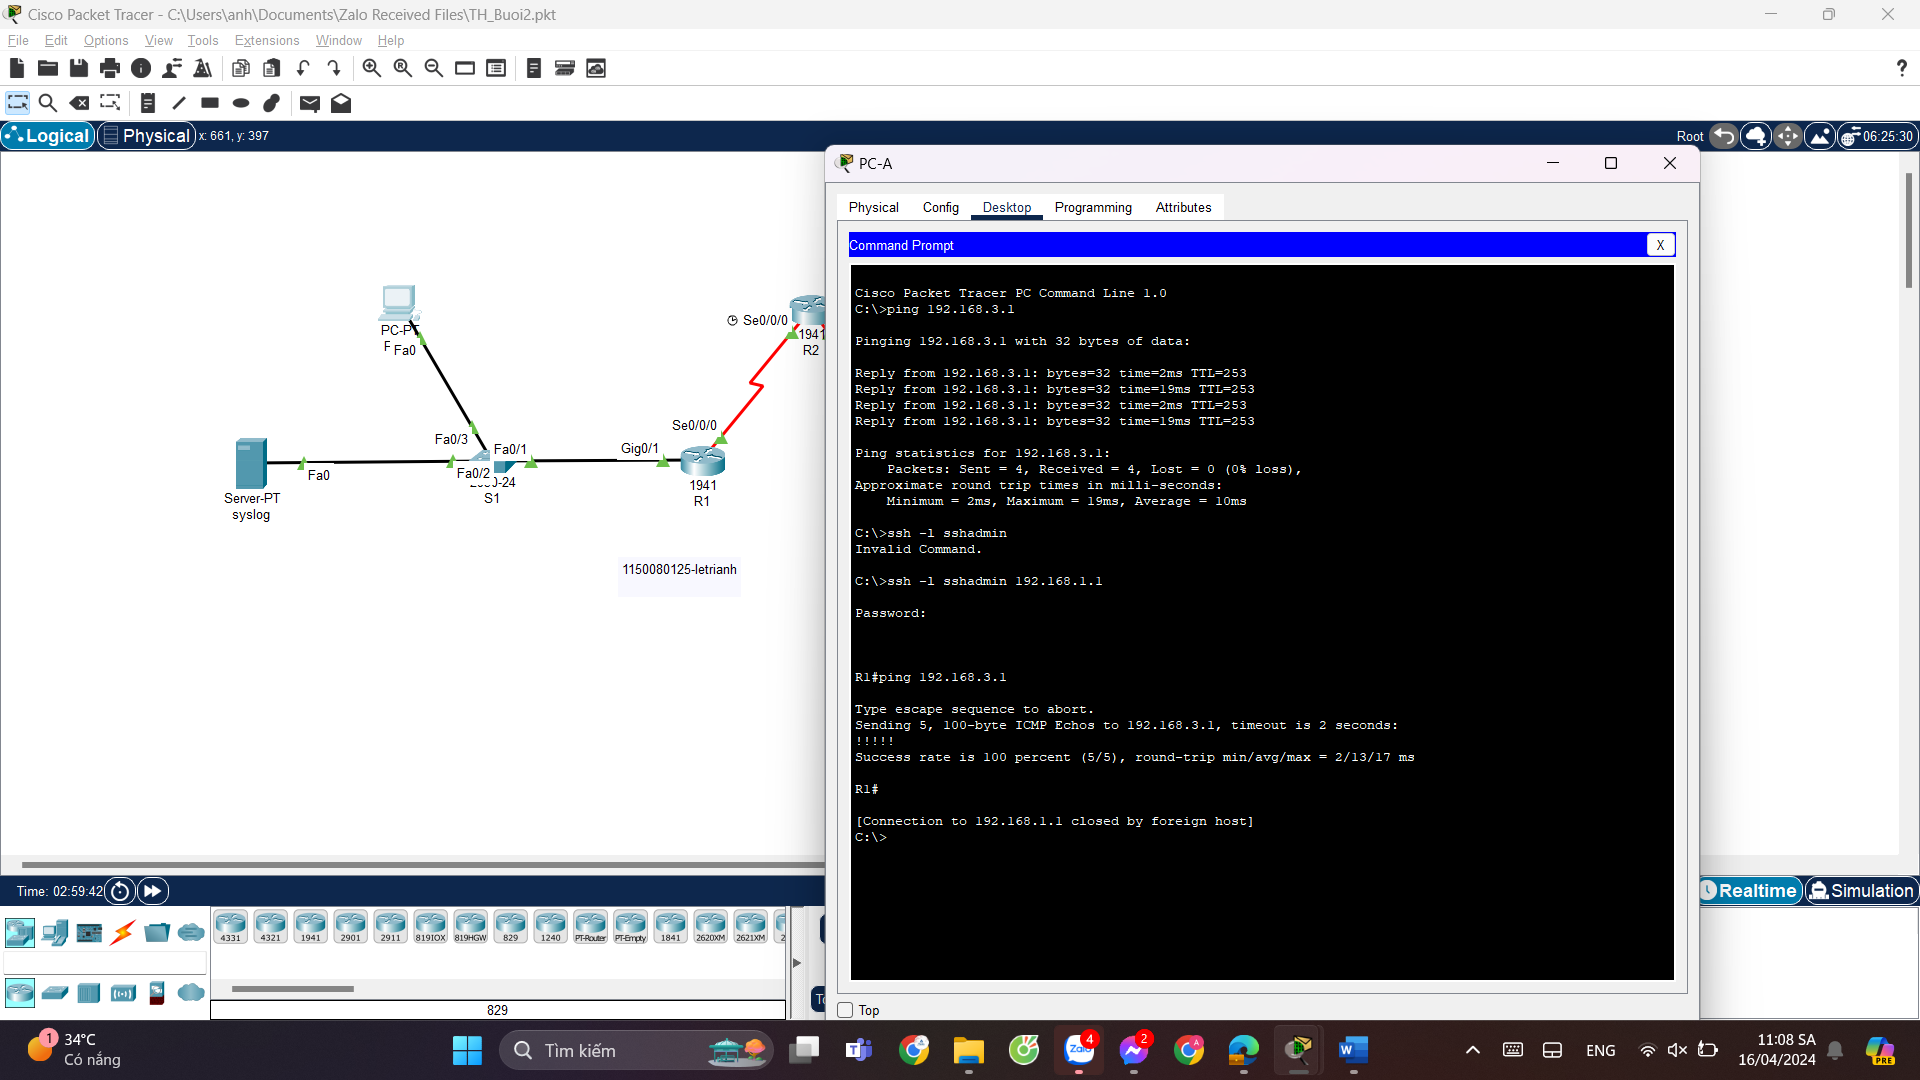 Cisco Packet Tracer - C:\Users\anh\Documents\Zalo Received Files\TH_Buoi2.pkt
File Edit Options View Tools Extensions Window Help
Logical Physical x: 661, y: 397
Root 06:25:30
PC-A
Physical Config Desktop Programming Attributes
Command Prompt X
Cisco Packet Tracer PC Command Line 1.0
C:\>ping 192.168.3.1
Pinging 192.168.3.1 with 32 bytes of data:
Reply from 192.168.3.1: bytes=32 time=2ms TTL=253
Reply from 192.168.3.1: bytes=32 time=19ms TTL=253
Reply from 192.168.3.1: bytes=32 time=2ms TTL=253
Reply from 192.168.3.1: bytes=32 time=19ms TTL=253
Ping statistics for 192.168.3.1:
Packets: Sent = 4, Received = 4, Lost = 0 (0% loss),
Approximate round trip times in milli-seconds:
Minimum = 2ms, Maximum = 19ms, Average = 10ms
C:\>ssh -l sshadmin
Invalid Command.
C:\>ssh -l sshadmin 192.168.1.1
Password:
R1#ping 192.168.3.1
Type escape sequence to abort.
Sending 5, 100-byte ICMP Echos to 192.168.3.1, timeout is 2 seconds:
!!!!!
Success rate is 100 percent (5/5), round-trip min/avg/max = 2/13/17 ms
R1#
[Connection to 192.168.1.1 closed by foreign host]
C:\>
Top
PC-PT
Fa0
Se0/0/0
1941
R2
Se0/0/0
Fa0/3
Fa0/1
Gig0/1
Fa0
Fa0/2
-24
S1
Server-PT
syslog
1941
R1
1150080125-letrianh
Time: 02:59:42
Realtime Simulation
4331 4321 1941 2901 2911 819IOX 819HGW 829 1240 PT-Router PT-Empty 1841 2620XM 2621XM
829
34°C
Có nắng
1
Tìm kiếm
Zalo
4
2
ENG
11:08 SA
16/04/2024
PRE